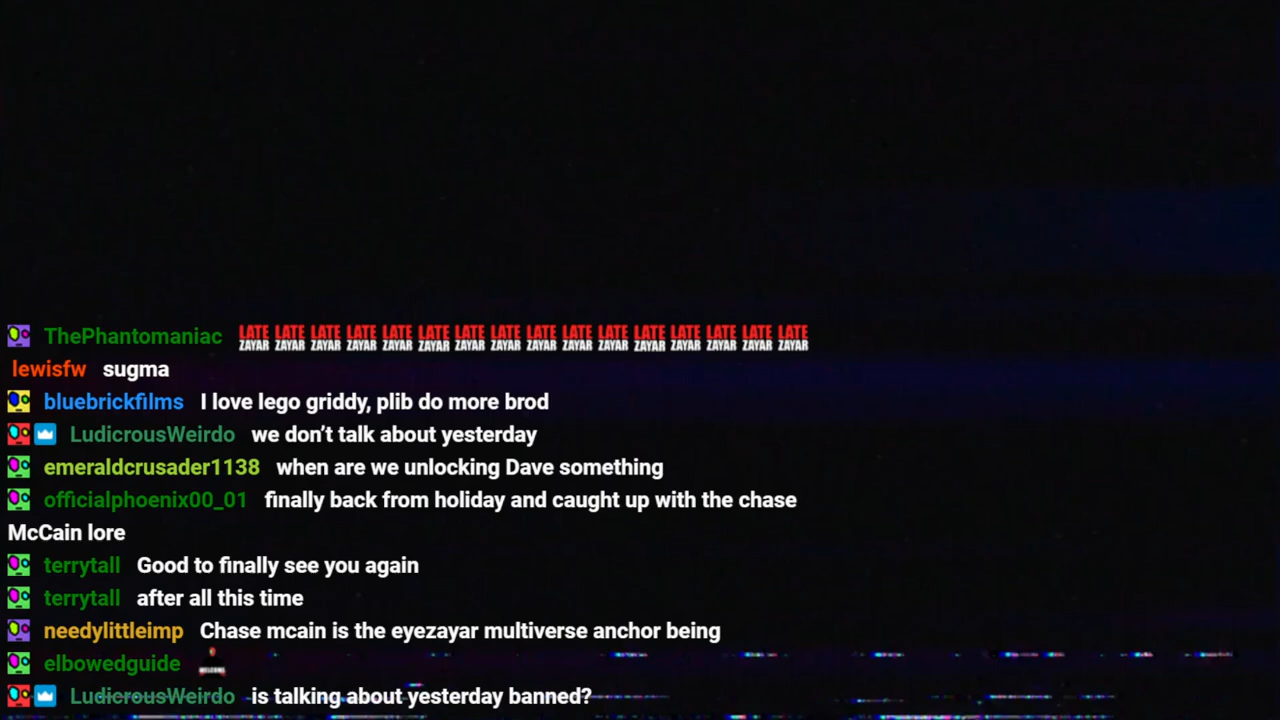 ThePhantomaniac LATE ZAYAR LATE ZAYAR LATE ZAYAR LATE ZAYAR LATE ZAYAR LATE ZAYAR LATE ZAYAR LATE ZAYAR LATE ZAYAR LATE ZAYAR LATE ZAYAR LATE ZAYAR LATE ZAYAR LATE ZAYAR LATE ZAYAR LATE ZAYAR
lewisfw sugma
bluebrickfilms I love lego griddy, plib do more brod
LudicrousWeirdo we don’t talk about yesterday
emeraldcrusader1138 when are we unlocking Dave something
officialphoenix00_01 finally back from holiday and caught up with the chase
McCain lore
terrytall Good to finally see you again
terrytall after all this time
needylittleimp Chase mcain is the eyezayar multiverse anchor being
elbowedguide WELCOME
LudicrousWeirdo is talking about yesterday banned?